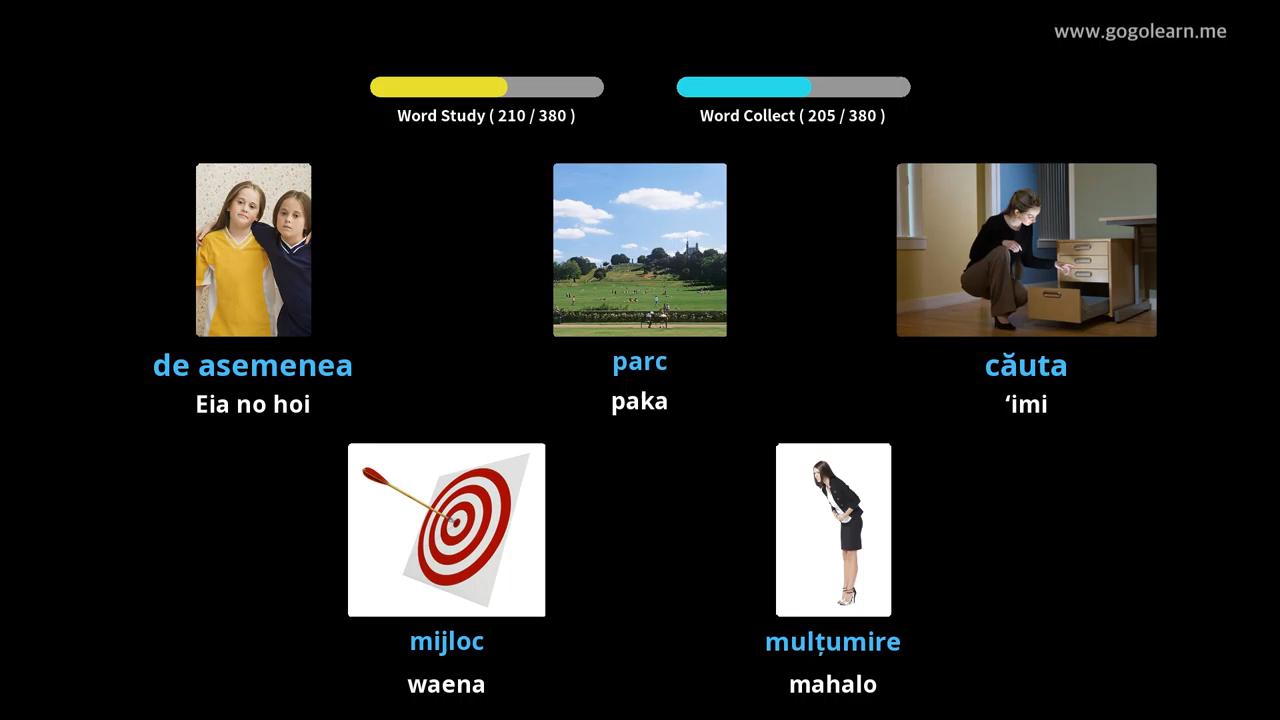 www.gogolearn.me
Word Study ( 210 / 380 )
Word Collect ( 205 / 380 )
de asemenea
Eia no hoi
parc
paka
căuta
ʻimi
mijloc
waena
mulțumire
mahalo